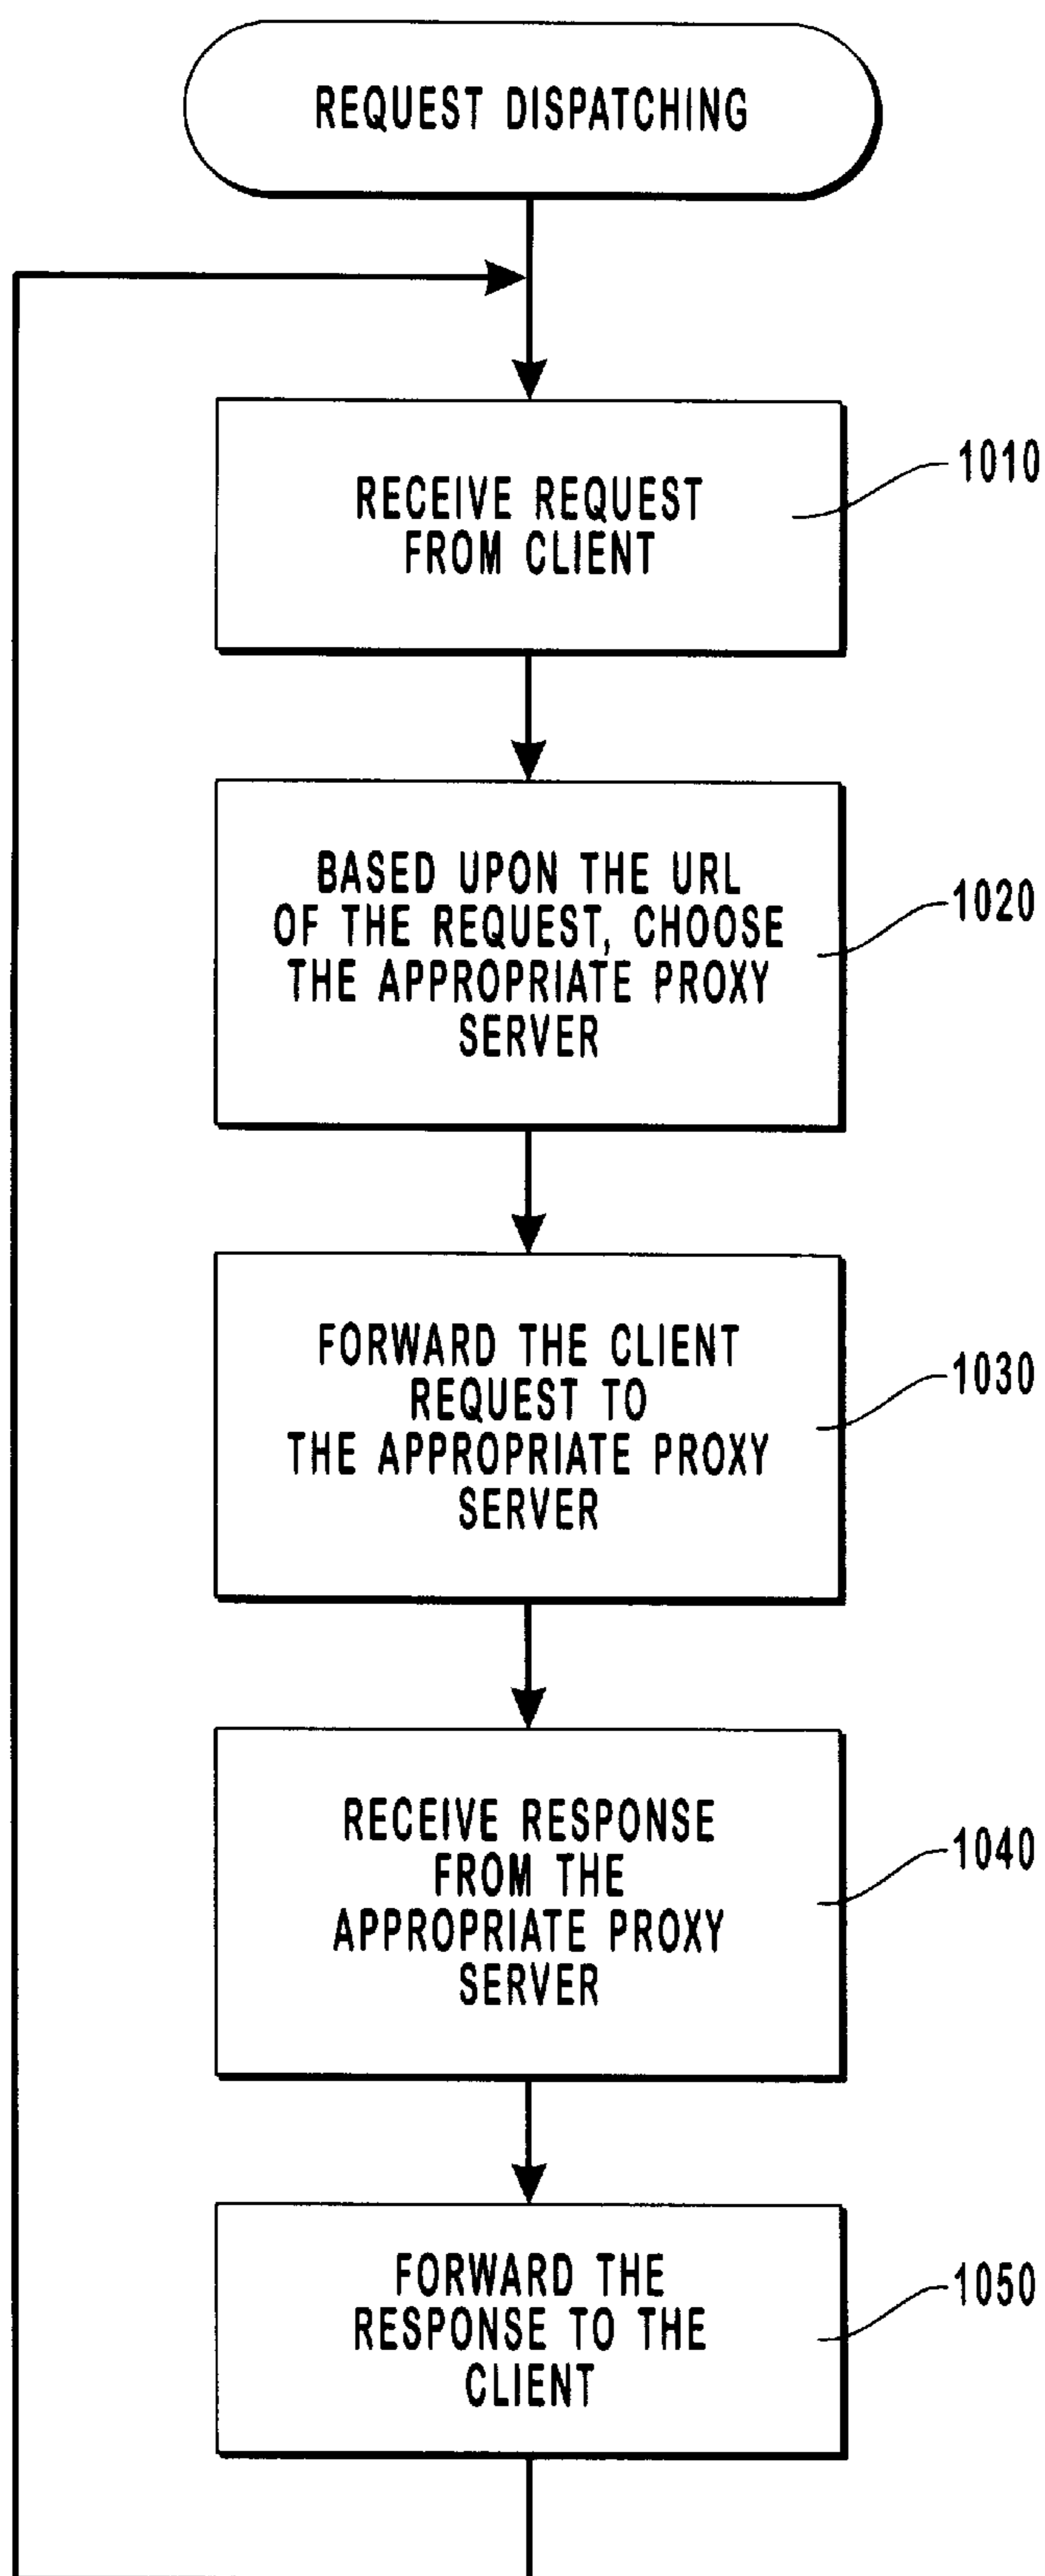 REQUEST DISPATCHING
RECEIVE REQUEST
FROM CLIENT
1010
BASED UPON THE URL
OF THE REQUEST, CHOOSE
THE APPROPRIATE PROXY
SERVER
1020
FORWARD THE CLIENT
REQUEST TO
THE APPROPRIATE PROXY
SERVER
1030
RECEIVE RESPONSE
FROM THE
APPROPRIATE PROXY
SERVER
1040
FORWARD THE
RESPONSE TO THE
CLIENT
1050